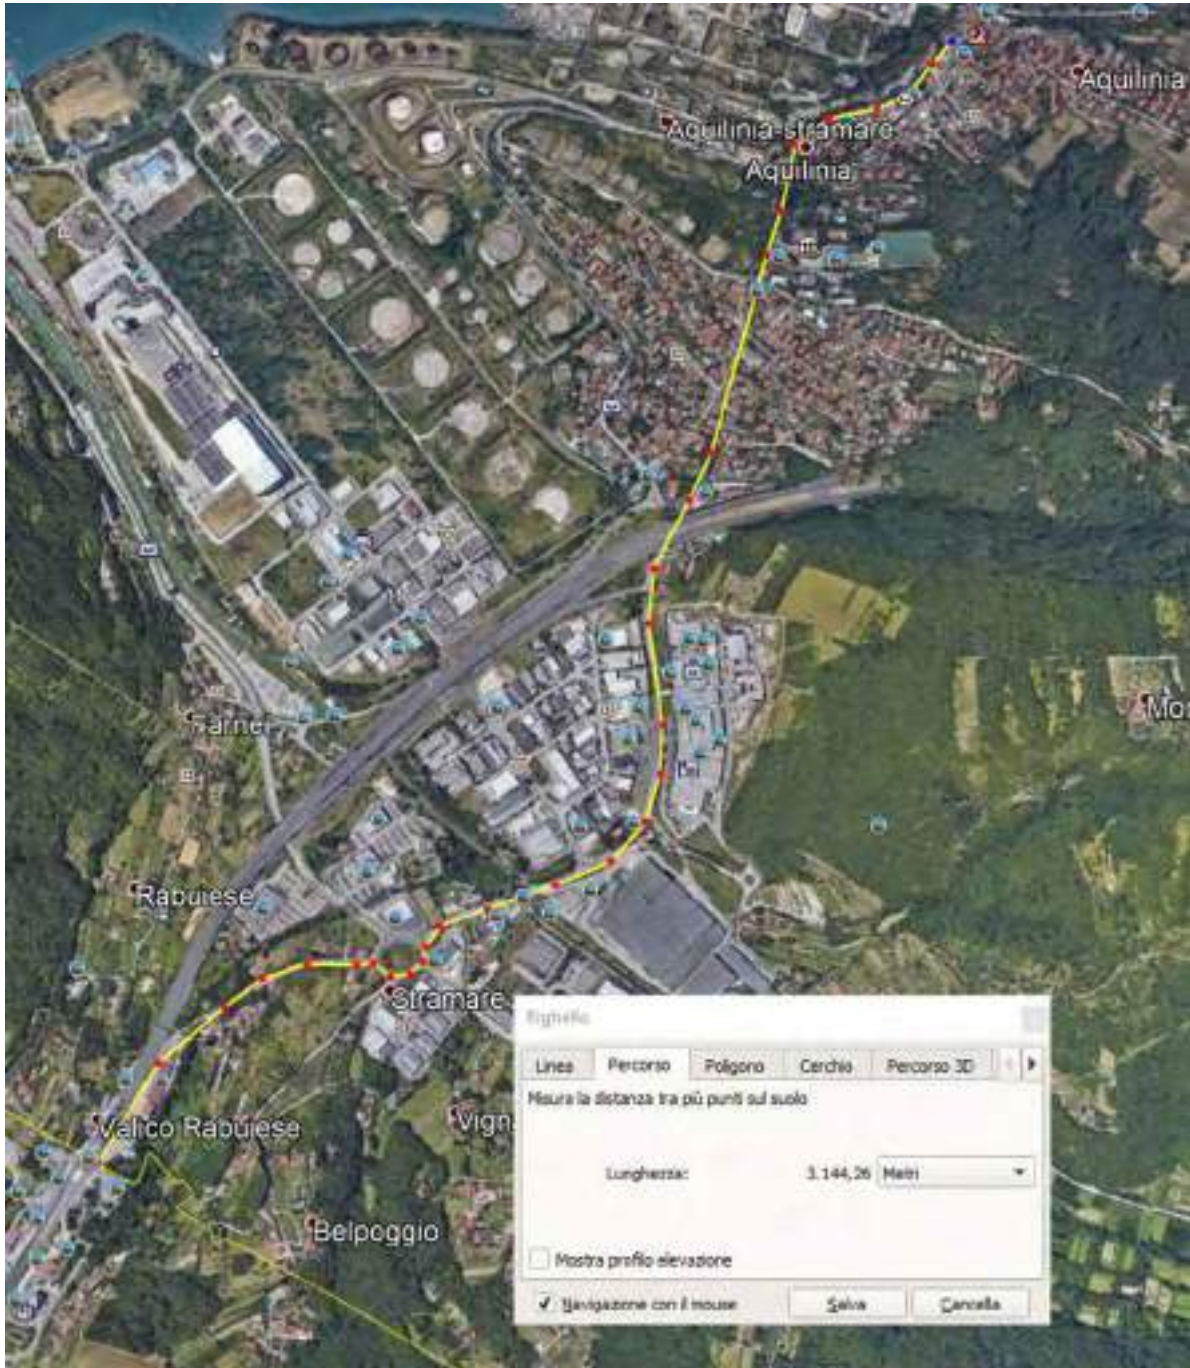 Aquilinia
Aquilinia-stramare
Aquilinia
Farnei
Mo
Rabuiese
Stramare
Valico Rabuiese
Vign
Belpoggio
Righello
Linea
Percorso
Poligono
Cerchio
Percorso 3D
Misura la distanza tra più punti sul suolo
Lunghezza: 3.144,26 Metri
Mostra profilo elevazione
Navigazione con il mouse
Salva
Cancella